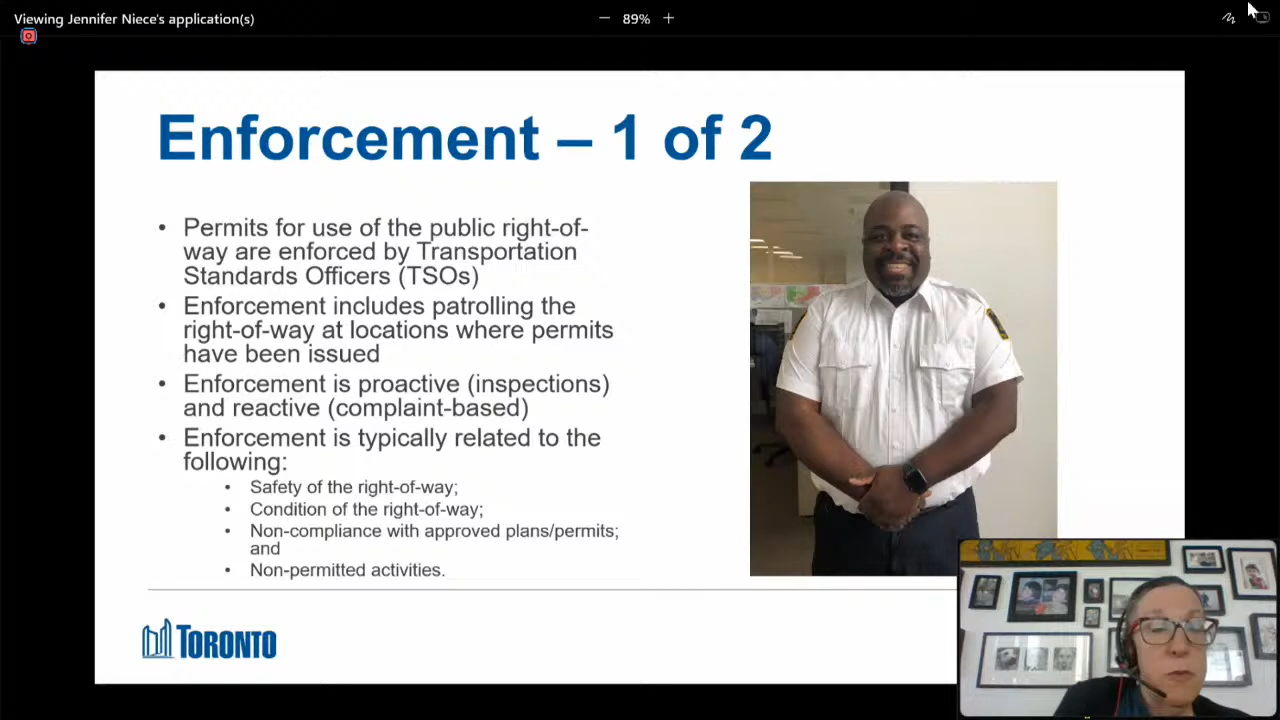 Viewing Jennifer Niece's application(s)
89%
Enforcement – 1 of 2
• Permits for use of the public right-of-
way are enforced by Transportation
Standards Officers (TSOs)
• Enforcement includes patrolling the
right-of-way at locations where permits
have been issued
• Enforcement is proactive (inspections)
and reactive (complaint-based)
• Enforcement is typically related to the
following:
• Safety of the right-of-way;
• Condition of the right-of-way;
• Non-compliance with approved plans/permits;
and
• Non-permitted activities.
TORONTO